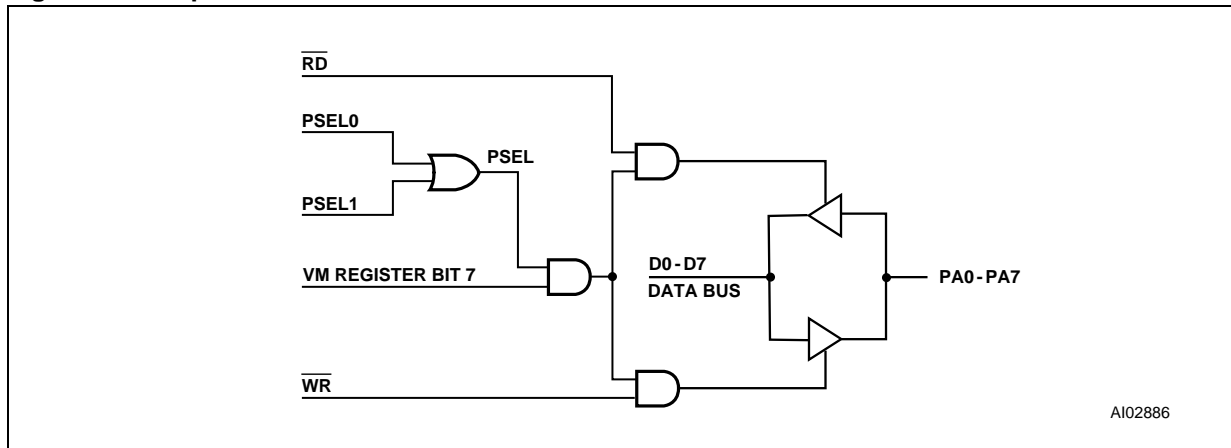 RD
PSEL0
PSEL
PSEL1
VM REGISTER BIT 7
D0-D7
DATA BUS
PA0-PA7
WR
AI02886